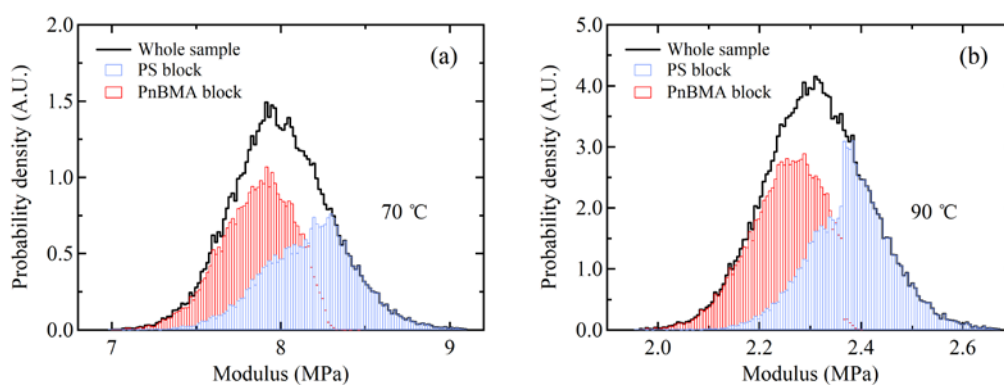 2.0
1.5
1.0
0.5
0.0
Probability density (A.U.)
Whole sample
PS block
PnBMA block
(a)
70 ℃
7
8
9
Modulus (MPa)
5.0
4.0
3.0
2.0
1.0
0.0
Probability density (A.U.)
Whole sample
PS block
PnBMA block
(b)
90 ℃
2.0
2.2
2.4
2.6
Modulus (MPa)